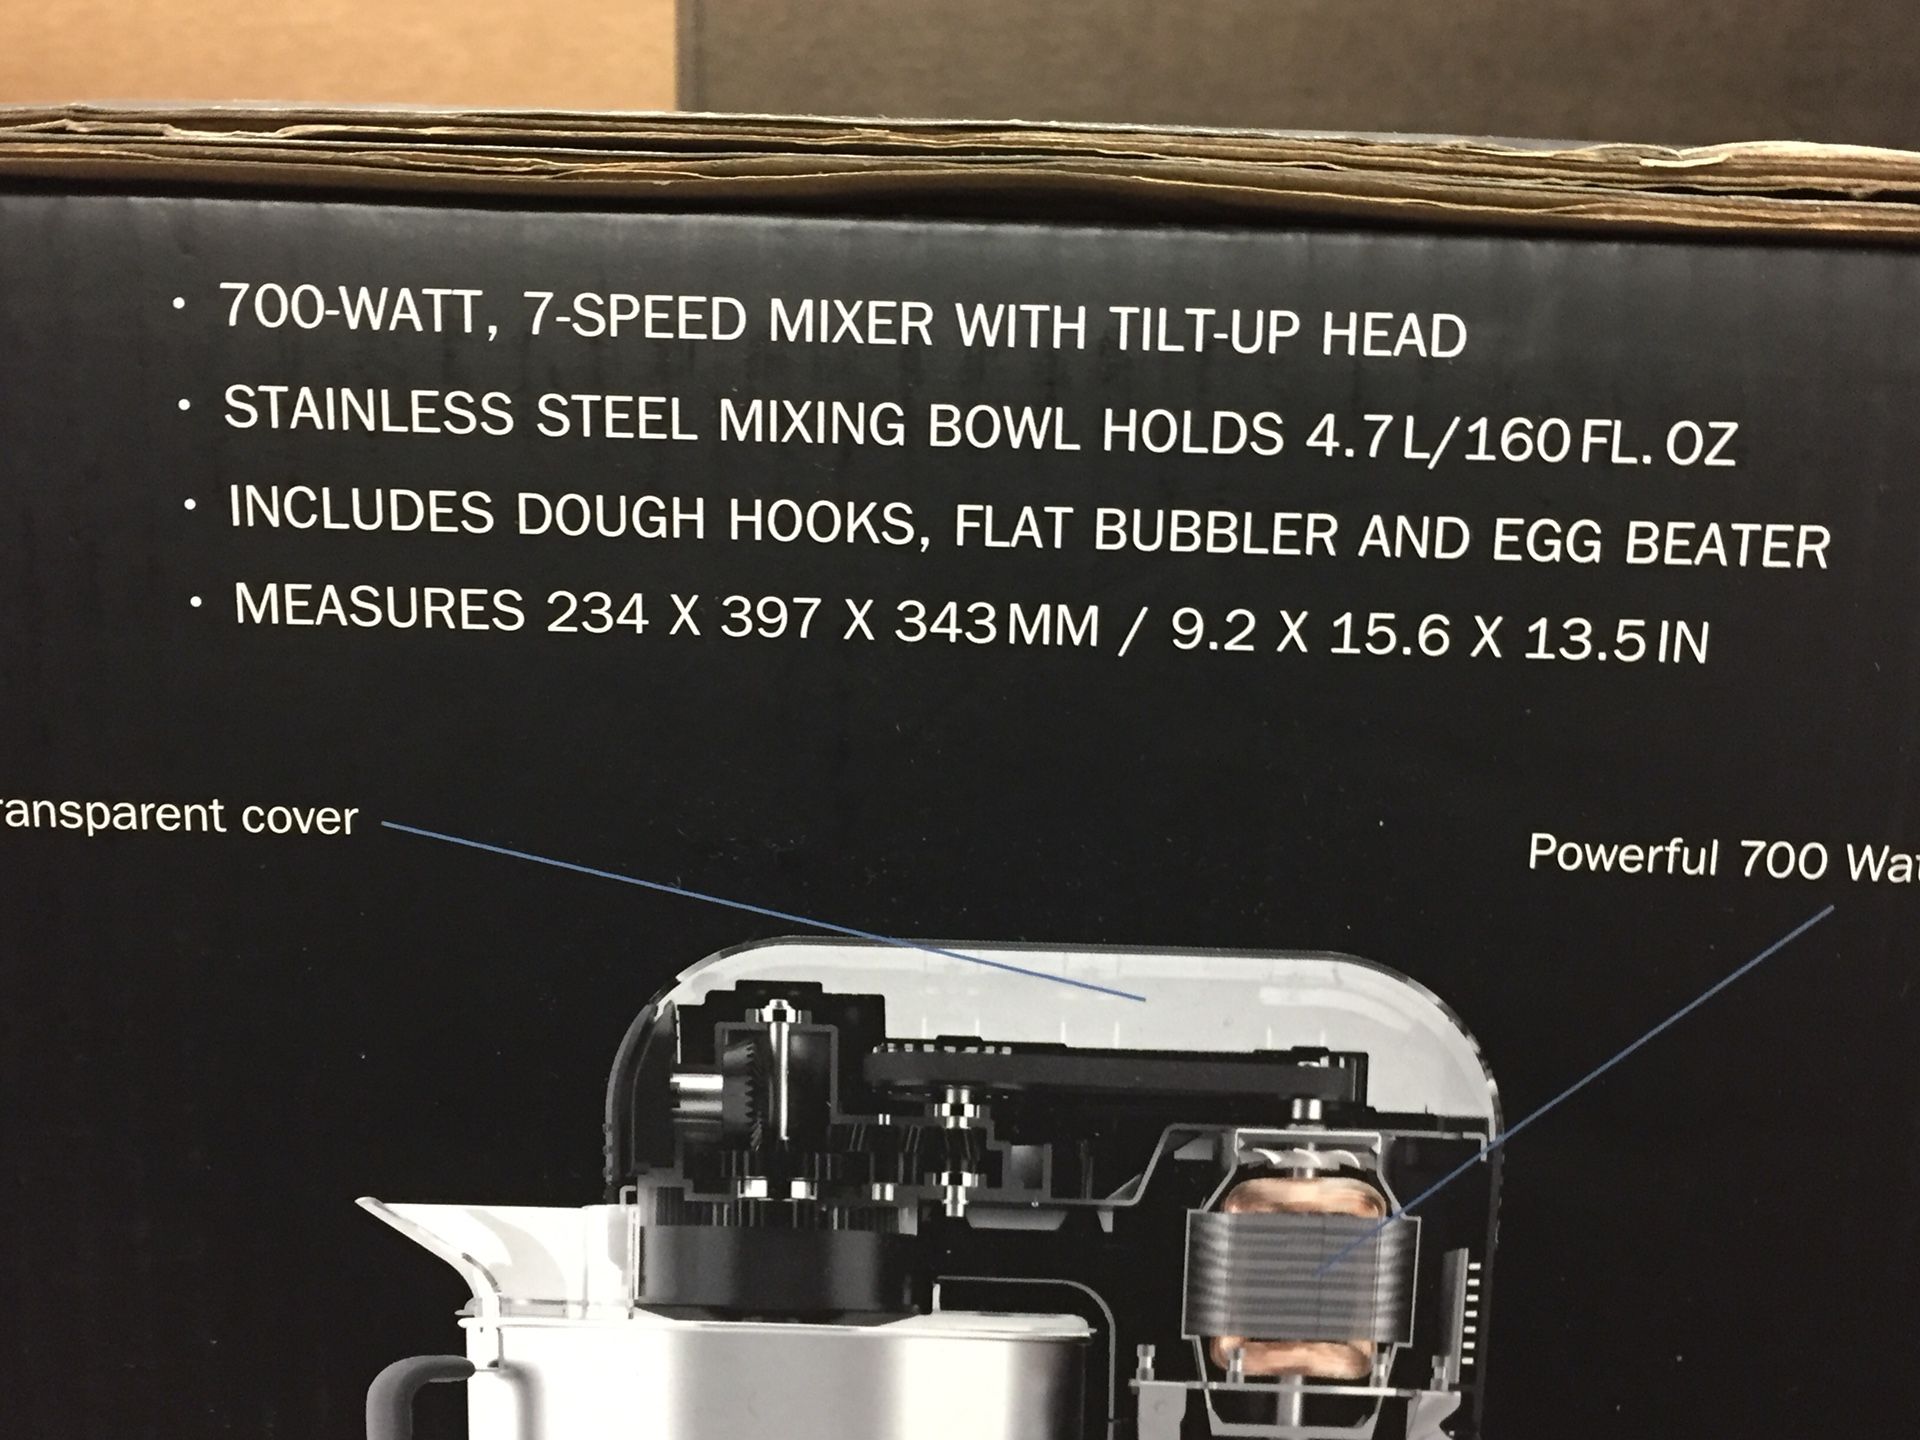 • 700-WATT, 7-SPEED MIXER WITH TILT-UP HEAD
• STAINLESS STEEL MIXING BOWL HOLDS 4.7L/160FL. OZ
• INCLUDES DOUGH HOOKS, FLAT BUBBLER AND EGG BEATER
• MEASURES 234 X 397 X 343MM / 9.2 X 15.6 X 13.5IN
ransparent cover
Powerful 700 Wat